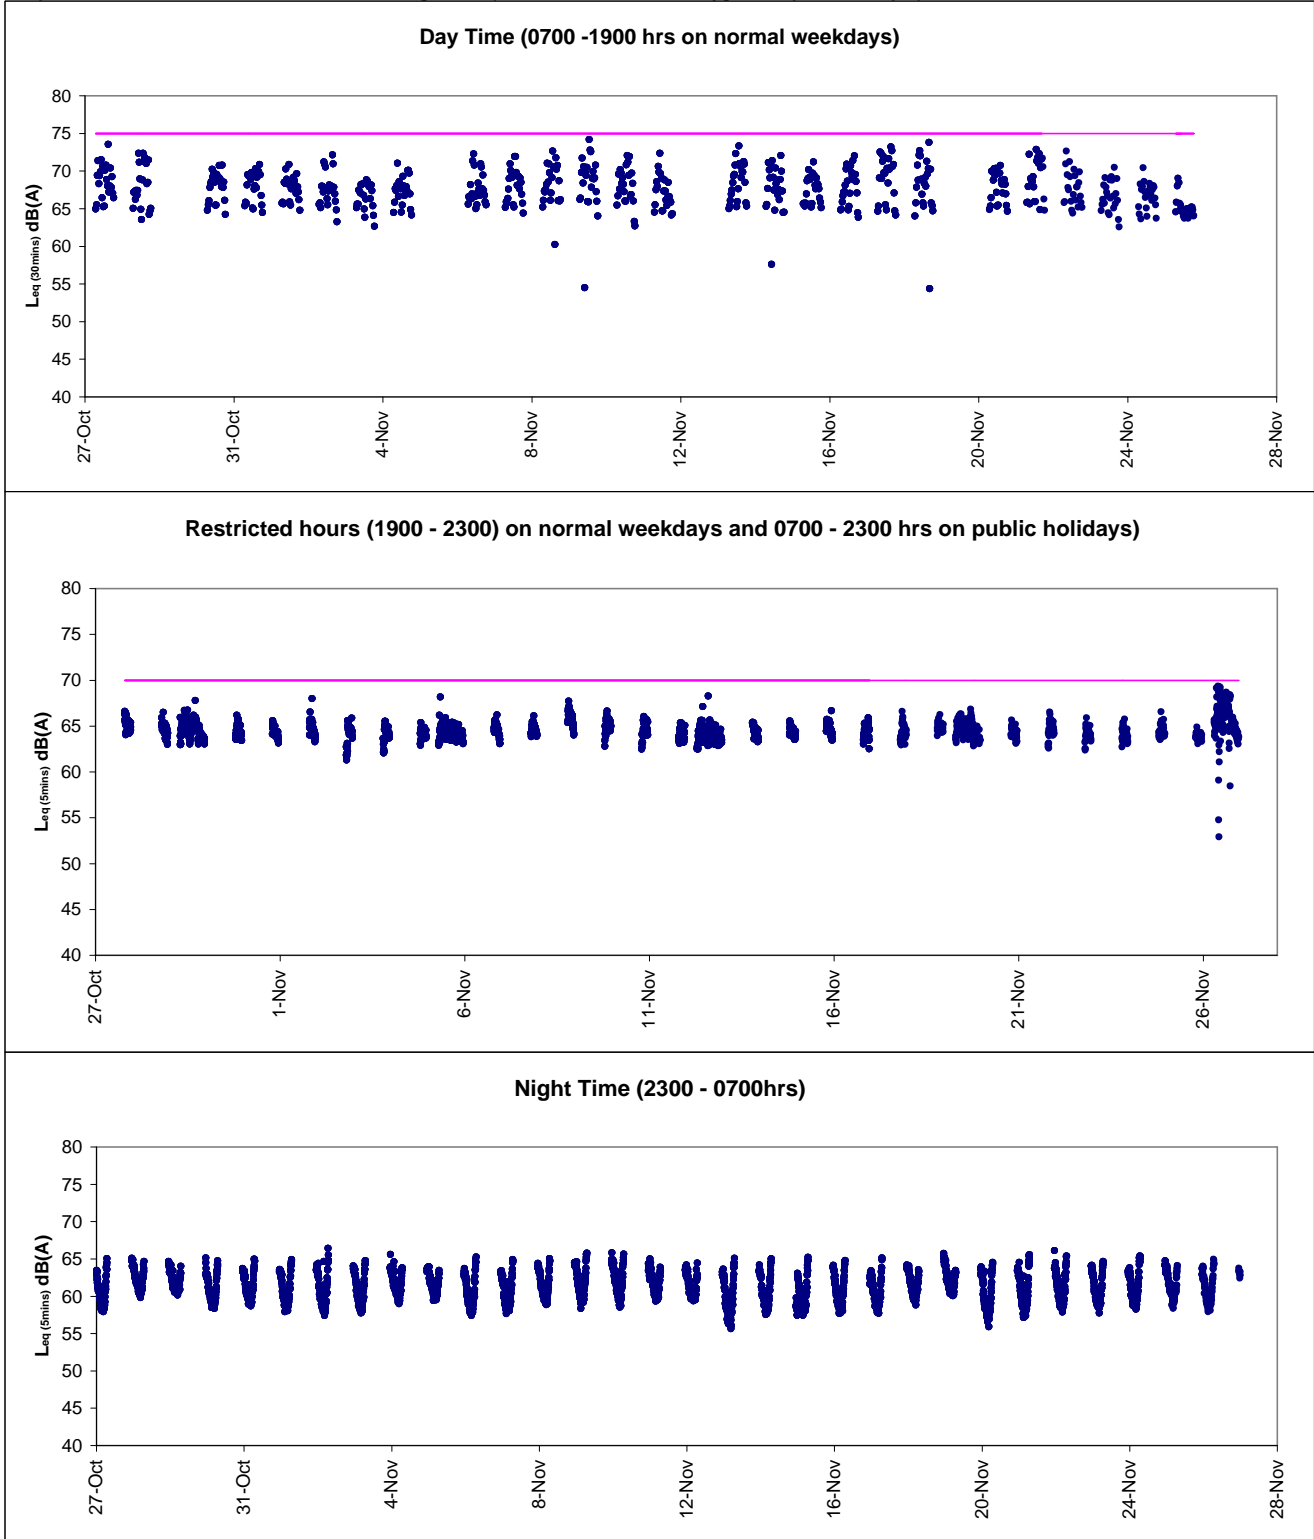 Day Time (0700 -1900 hrs on normal weekdays)
80
75
70
65
60
55
50
45
40
Leq (30mins) dB(A)
27-Oct
31-Oct
4-Nov
8-Nov
12-Nov
16-Nov
20-Nov
24-Nov
28-Nov
Restricted hours (1900 - 2300) on normal weekdays and 0700 - 2300 hrs on public holidays)
80
75
70
65
60
55
50
45
40
Leq (5mins) dB(A)
27-Oct
1-Nov
6-Nov
11-Nov
16-Nov
21-Nov
26-Nov
Night Time (2300 - 0700hrs)
80
75
70
65
60
55
50
45
40
Leq (5mins) dB(A)
27-Oct
31-Oct
4-Nov
8-Nov
12-Nov
16-Nov
20-Nov
24-Nov
28-Nov